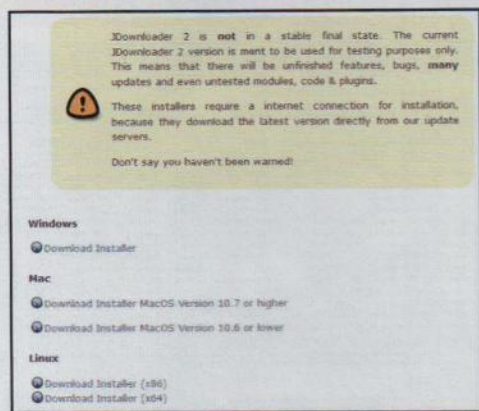 JDownloader 2 is not in a stable final state. The current
JDownloader 2 version is ment to be used for testing purposes only.
This means that there will be unfinished features, bugs, many
updates and even untested modules, code & plugins.
These installers require a internet connection for installation,
because they download the latest version directly from our update
servers.
Don't say you haven't been warned!
Windows
Download Installer
Mac
Download Installer MacOS Version 10.7 or higher
Download Installer MacOS Version 10.6 or lower
Linux
Download Installer (x86)
Download Installer (x64)